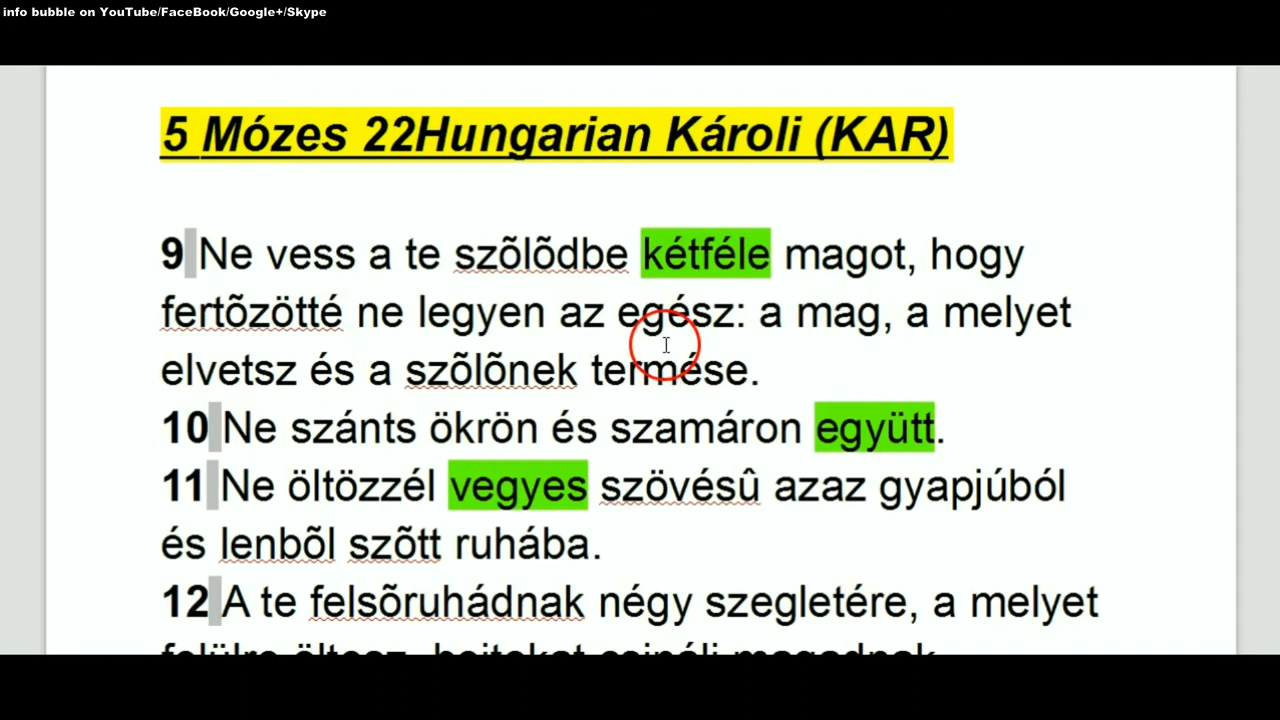 info bubble on YouTube/FaceBook/Google+/Skype
5 Mózes 22Hungarian Károli (KAR)
9 Ne vess a te szõlõdbe kétféle magot, hogy
fertõzötté ne legyen az egész: a mag, a melyet
elvetsz és a szõlõnek termése.
10 Ne szánts ökrön és szamáron együtt.
11 Ne öltözzél vegyes szövésû azaz gyapjúból
és lenbõl szõtt ruhába.
12 A te felsõruhádnak négy szegletére, a melyet